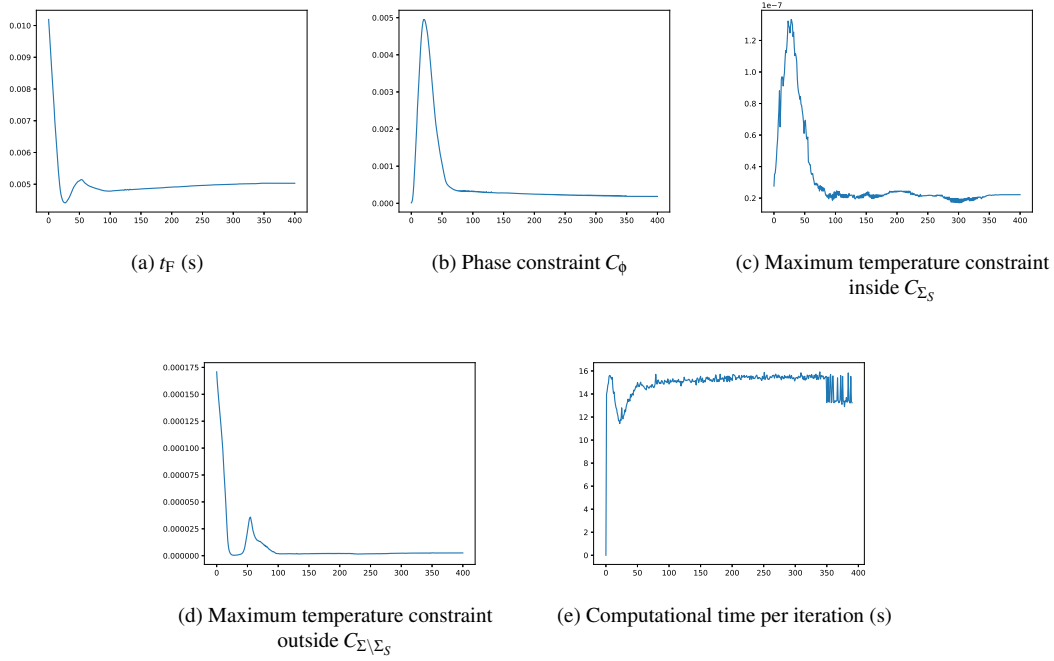 0.010
0.009
0.008
0.007
0.006
0.005
0 50 100 150 200 250 300 350 400
(a) t_F (s)
0.005
0.004
0.003
0.002
0.001
0.000
0 50 100 150 200 250 300 350 400
(b) Phase constraint C_ϕ
1e−7
1.2
1.0
0.8
0.6
0.4
0.2
0 50 100 150 200 250 300 350 400
(c) Maximum temperature constraint
inside C_{Σ_S}
0.000175
0.000150
0.000125
0.000100
0.000075
0.000050
0.000025
0.000000
0 50 100 150 200 250 300 350 400
(d) Maximum temperature constraint
outside C_{Σ\Σ_S}
16
14
12
10
8
6
4
2
0
0 50 100 150 200 250 300 350 400
(e) Computational time per iteration (s)